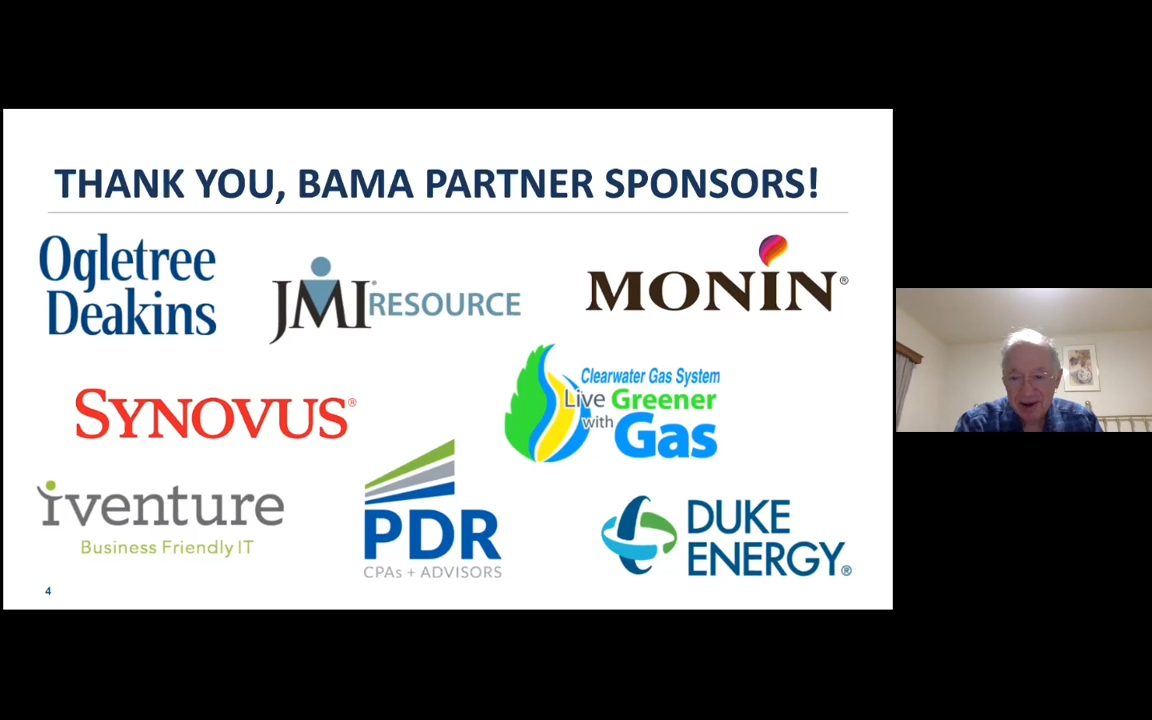 THANK YOU, BAMA PARTNER SPONSORS!
Ogletree
Deakins
JMI® RESOURCE
MONIN®
SYNOVUS®
Clearwater Gas System
Live Greener
with Gas
iventure
Business Friendly IT
PDR
CPAs + ADVISORS
DUKE
ENERGY®
4